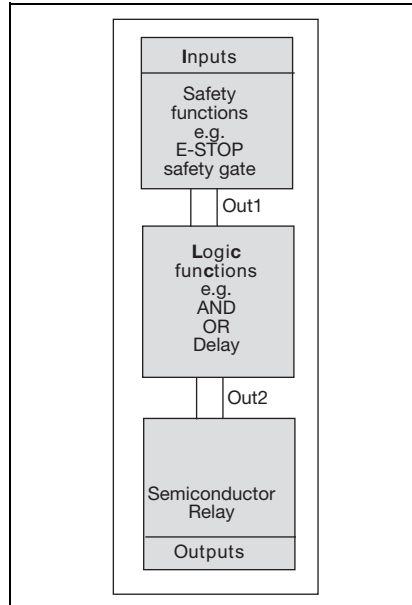 Inputs
Safety
functions
e.g.
E-STOP
safety gate
Out1
Logic
functions
e.g.
AND
OR
Delay
Out2
Semiconductor
Relay
Outputs